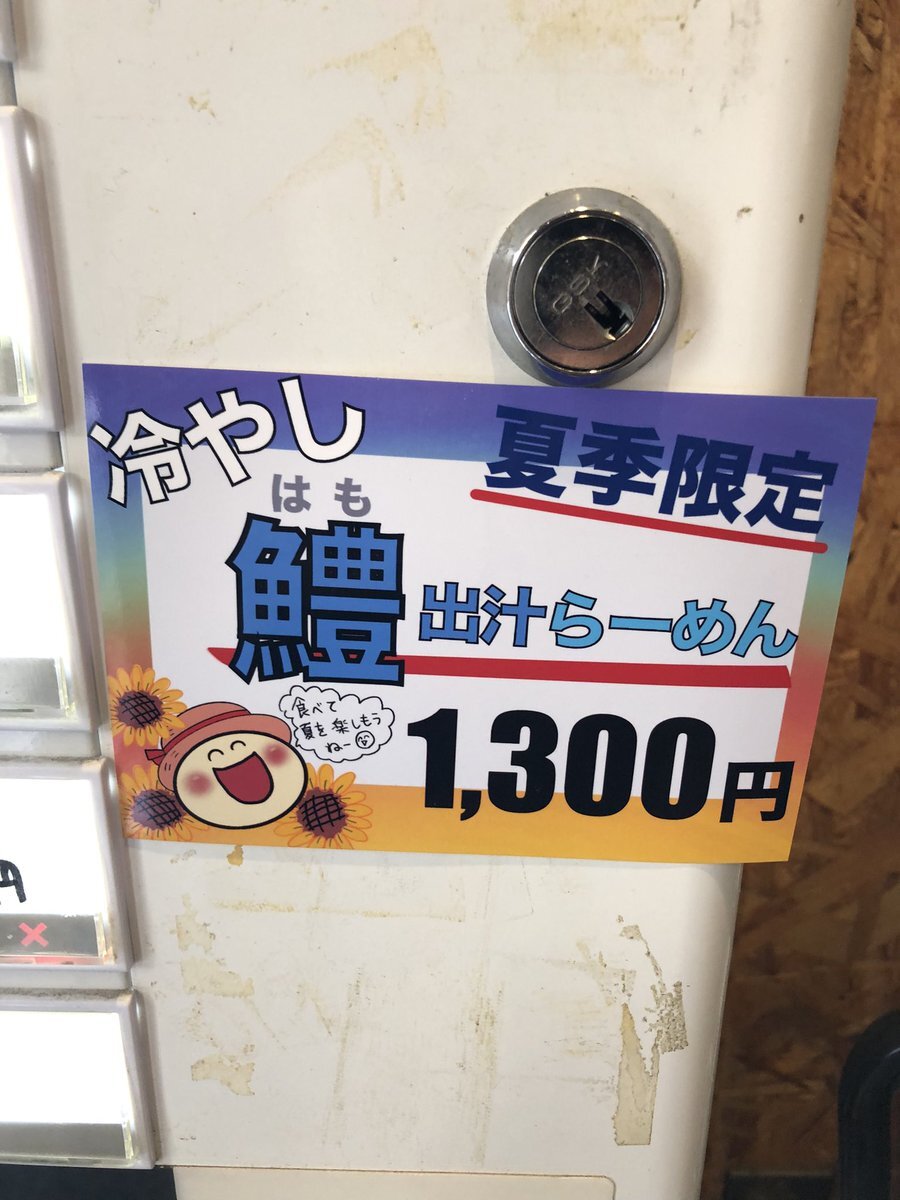 冷やし
夏季限定
はも
鱧 出汁らーめん
食べて
夏を楽しもう
ねー
1,300円
円